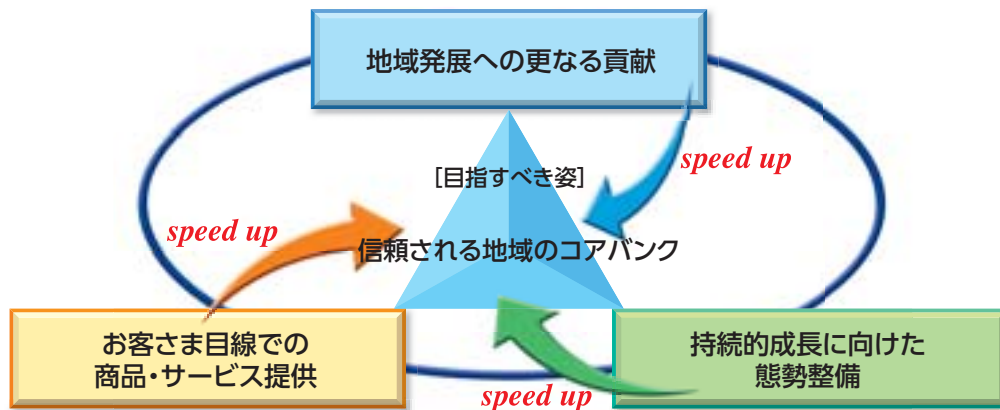 地域発展への更なる貢献
speed up
[目指すべき姿]
speed up
信頼される地域のコアバンク
お客さま目線での
商品・サービス提供
持続的成長に向けた
態勢整備
speed up